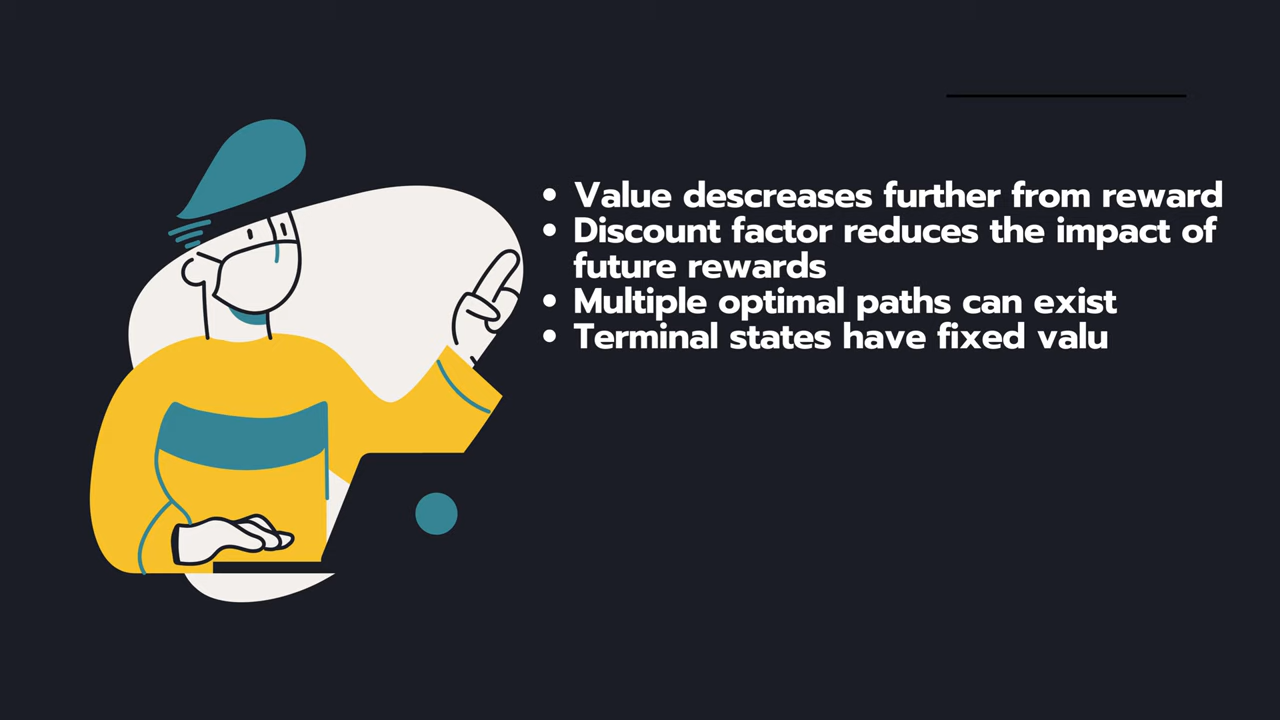 • Value descreases further from reward
• Discount factor reduces the impact of
future rewards
• Multiple optimal paths can exist
• Terminal states have fixed valu